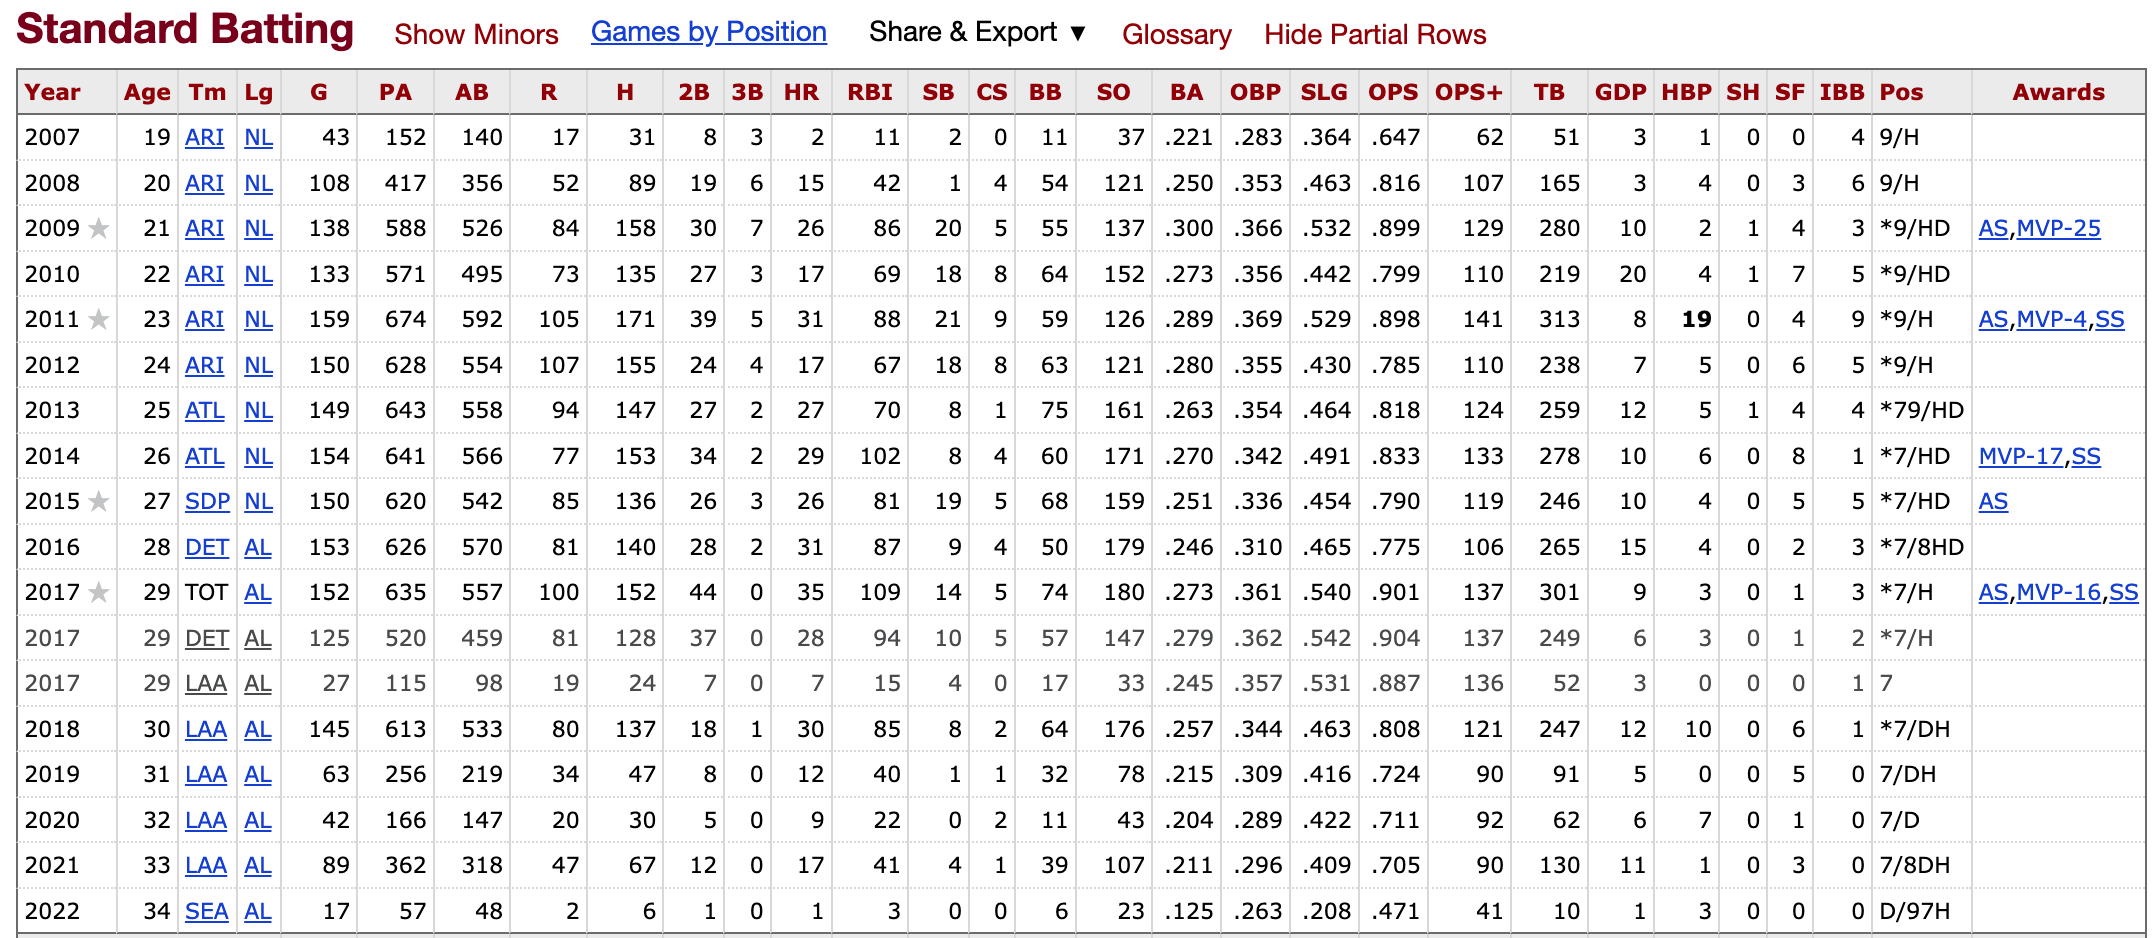 Standard Batting Show Minors Games by Position Share & Export ▼ Glossary Hide Partial Rows
Year Age Tm Lg G PA AB R H 2B 3B HR RBI SB CS BB SO BA OBP SLG OPS OPS+ TB GDP HBP SH SF IBB Pos Awards
2007 19 ARI NL 43 152 140 17 31 8 3 2 11 2 0 11 37 .221 .283 .364 .647 62 51 3 1 0 0 4 9/H
2008 20 ARI NL 108 417 356 52 89 19 6 15 42 1 4 54 121 .250 .353 .463 .816 107 165 3 4 0 3 6 9/H
2009 ★ 21 ARI NL 138 588 526 84 158 30 7 26 86 20 5 55 137 .300 .366 .532 .899 129 280 10 2 1 4 3 *9/HD AS,MVP-25
2010 22 ARI NL 133 571 495 73 135 27 3 17 69 18 8 64 152 .273 .356 .442 .799 110 219 20 4 1 7 5 *9/HD
2011 ★ 23 ARI NL 159 674 592 105 171 39 5 31 88 21 9 59 126 .289 .369 .529 .898 141 313 8 19 0 4 9 *9/H AS,MVP-4,SS
2012 24 ARI NL 150 628 554 107 155 24 4 17 67 18 8 63 121 .280 .355 .430 .785 110 238 7 5 0 6 5 *9/H
2013 25 ATL NL 149 643 558 94 147 27 2 27 70 8 1 75 161 .263 .354 .464 .818 124 259 12 5 1 4 4 *79/HD
2014 26 ATL NL 154 641 566 77 153 34 2 29 102 8 4 60 171 .270 .342 .491 .833 133 278 10 6 0 8 1 *7/HD MVP-17,SS
2015 ★ 27 SDP NL 150 620 542 85 136 26 3 26 81 19 5 68 159 .251 .336 .454 .790 119 246 10 4 0 5 5 *7/HD AS
2016 28 DET AL 153 626 570 81 140 28 2 31 87 9 4 50 179 .246 .310 .465 .775 106 265 15 4 0 2 3 *7/8HD
2017 ★ 29 TOT AL 152 635 557 100 152 44 0 35 109 14 5 74 180 .273 .361 .540 .901 137 301 9 3 0 1 3 *7/H AS,MVP-16,SS
2017 29 DET AL 125 520 459 81 128 37 0 28 94 10 5 57 147 .279 .362 .542 .904 137 249 6 3 0 1 2 *7/H
2017 29 LAA AL 27 115 98 19 24 7 0 7 15 4 0 17 33 .245 .357 .531 .887 136 52 3 0 0 0 1 7
2018 30 LAA AL 145 613 533 80 137 18 1 30 85 8 2 64 176 .257 .344 .463 .808 121 247 12 10 0 6 1 *7/DH
2019 31 LAA AL 63 256 219 34 47 8 0 12 40 1 1 32 78 .215 .309 .416 .724 90 91 5 0 0 5 0 7/DH
2020 32 LAA AL 42 166 147 20 30 5 0 9 22 0 2 11 43 .204 .289 .422 .711 92 62 6 7 0 1 0 7/D
2021 33 LAA AL 89 362 318 47 67 12 0 17 41 4 1 39 107 .211 .296 .409 .705 90 130 11 1 0 3 0 7/8DH
2022 34 SEA AL 17 57 48 2 6 1 0 1 3 0 0 6 23 .125 .263 .208 .471 41 10 1 3 0 0 0 D/97H